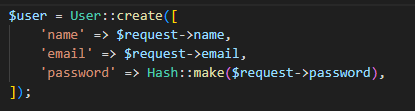 $user = User::create([
    'name' => $request->name,
    'email' => $request->email,
    'password' => Hash::make($request->password),
]);